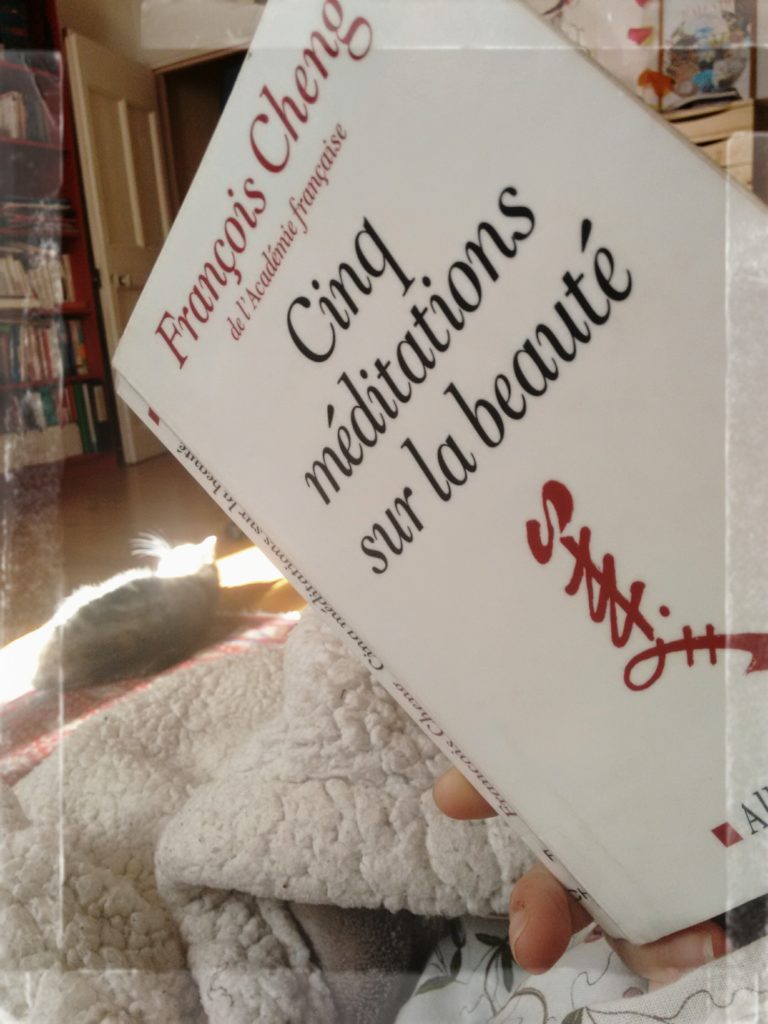 François Cheng
de l'Académie française
Cinq
méditations
sur la beauté
François Cheng Cinq méditations sur la beauté